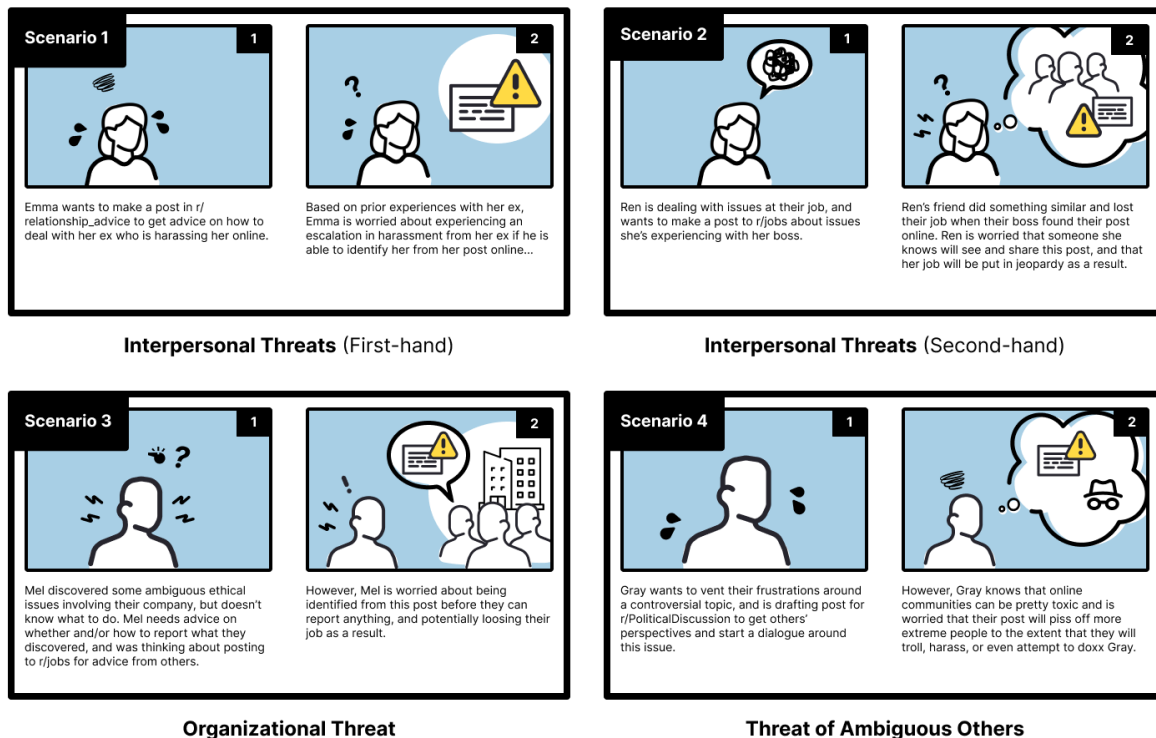 Scenario 1
1
2
Emma wants to make a post in r/
relationship_advice to get advice on how to
deal with her ex who is harassing her online.
Based on prior experiences with her ex,
Emma is worried about experiencing an
escalation in harassment from her ex if he is
able to identify her from her post online...
Interpersonal Threats (First-hand)
Scenario 2
1
2
Ren is dealing with issues at their job, and
wants to make a post to r/jobs about issues
she's experiencing with her boss.
Ren's friend did something similar and lost
their job when their boss found their post
online. Ren is worried that someone she
knows will see and share this post, and that
her job will be put in jeopardy as a result.
Interpersonal Threats (Second-hand)
Scenario 3
1
2
Mel discovered some ambiguous ethical
issues involving their company, but doesn't
know what to do. Mel needs advice on
whether and/or how to report what they
discovered, and was thinking about posting
to r/jobs for advice from others.
However, Mel is worried about being
identified from this post before they can
report anything, and potentially loosing their
job as a result.
Organizational Threat
Scenario 4
1
2
Gray wants to vent their frustrations around
a controversial topic, and is drafting post for
r/PoliticalDiscussion to get others'
perspectives and start a dialogue around
this issue.
However, Gray knows that online
communities can be pretty toxic and is
worried that their post will piss off more
extreme people to the extent that they will
troll, harass, or even attempt to doxx Gray.
Threat of Ambiguous Others